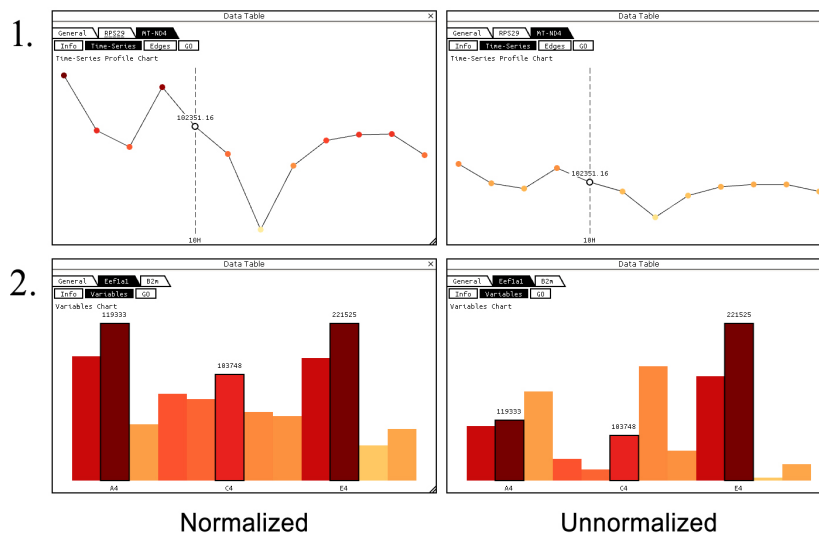 1.
Data Table ×
General RPS29 MT-ND4
Info Time-Series Edges GO
Time-Series Profile Chart
102351.16
10H
Data Table
General RPS29 MT-ND4
Info Time-Series Edges GO
Time-Series Profile Chart
102351.16
10H
2.
Data Table ×
General Eef1a1 B2m
Info Variables GO
Variables Chart
119333
103748
221525
A4 C4 E4
Data Table
General Eef1a1 B2m
Info Variables GO
Variables Chart
119333
103748
221525
A4 C4 E4
Normalized
Unnormalized